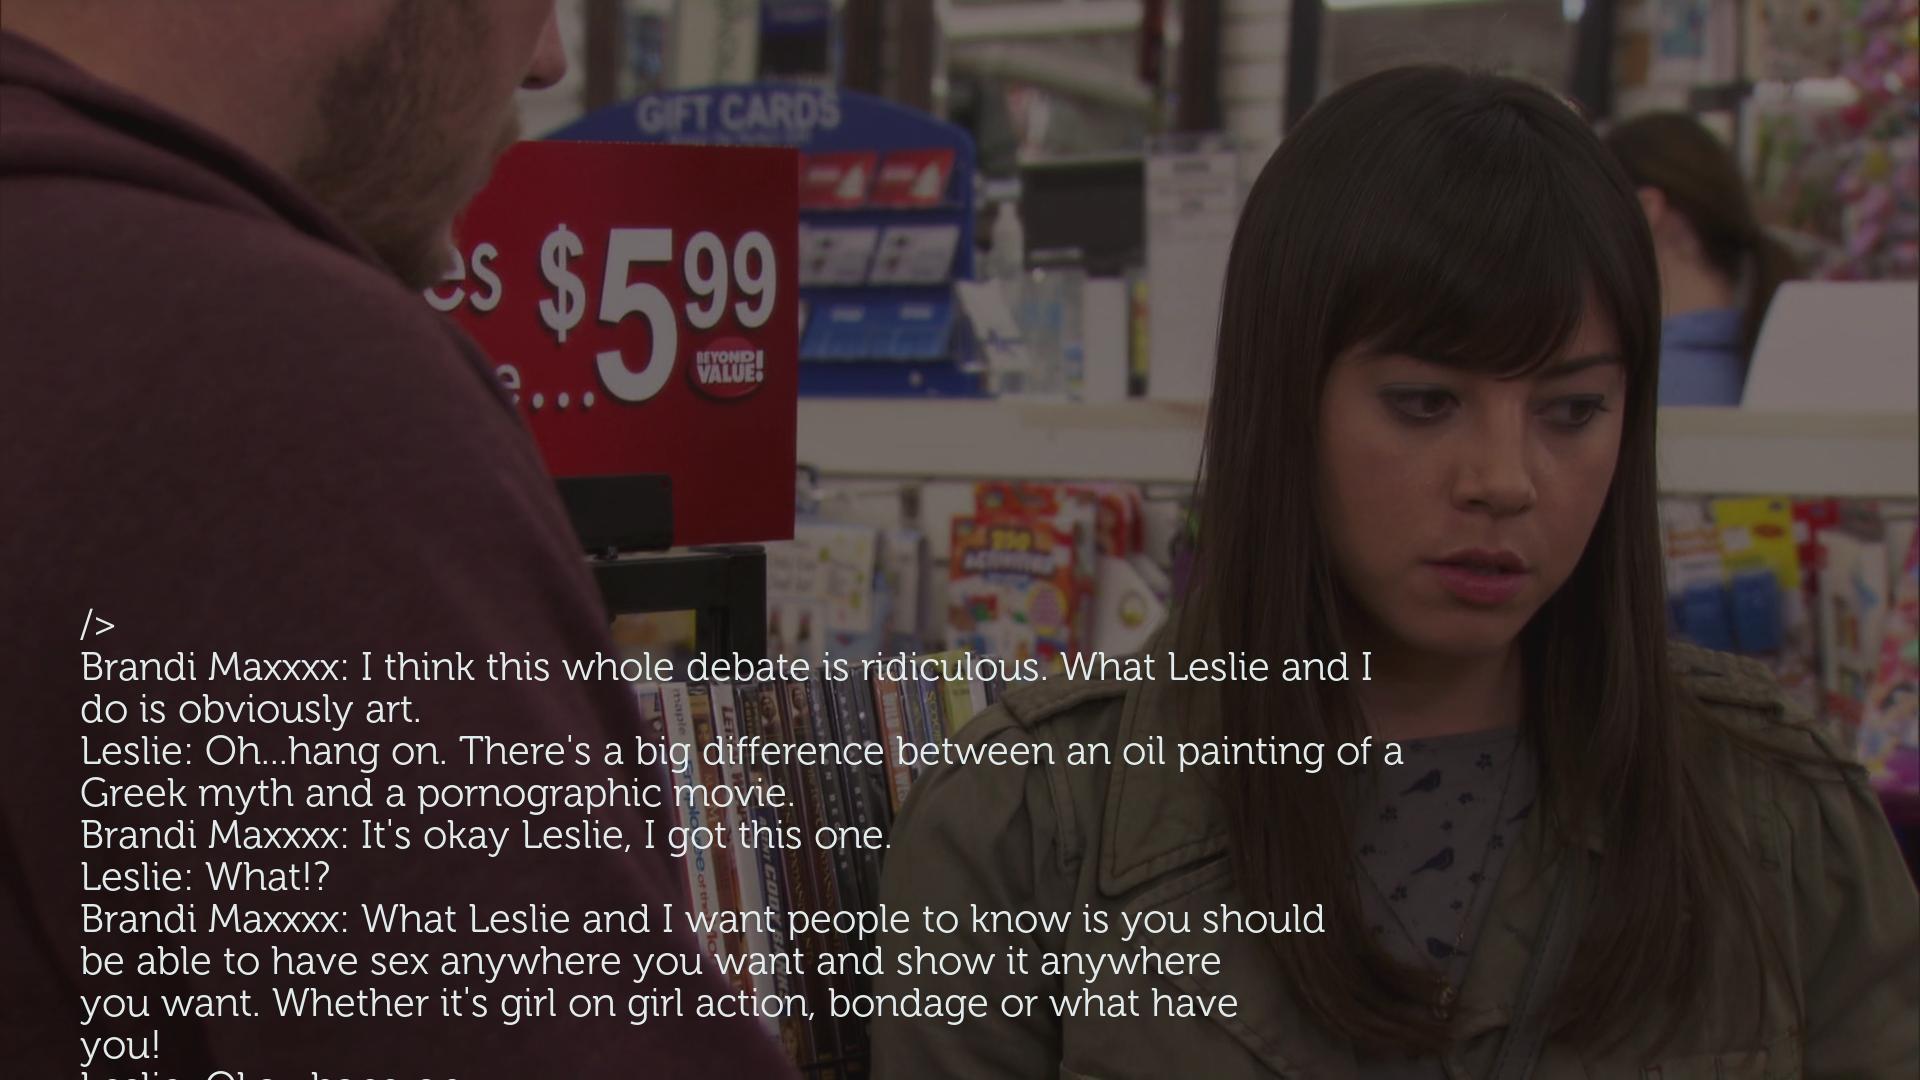 GIFT CARDS
es $5.99
e...
BEYOND
VALUE!
250
ACTIVITIES
/>
Brandi Maxxxx: I think this whole debate is ridiculous. What Leslie and I
do is obviously art.
Leslie: Oh...hang on. There's a big difference between an oil painting of a
Greek myth and a pornographic movie.
Brandi Maxxxx: It's okay Leslie, I got this one.
Leslie: What!?
Brandi Maxxxx: What Leslie and I want people to know is you should
be able to have sex anywhere you want and show it anywhere
you want. Whether it's girl on girl action, bondage or what have
you!